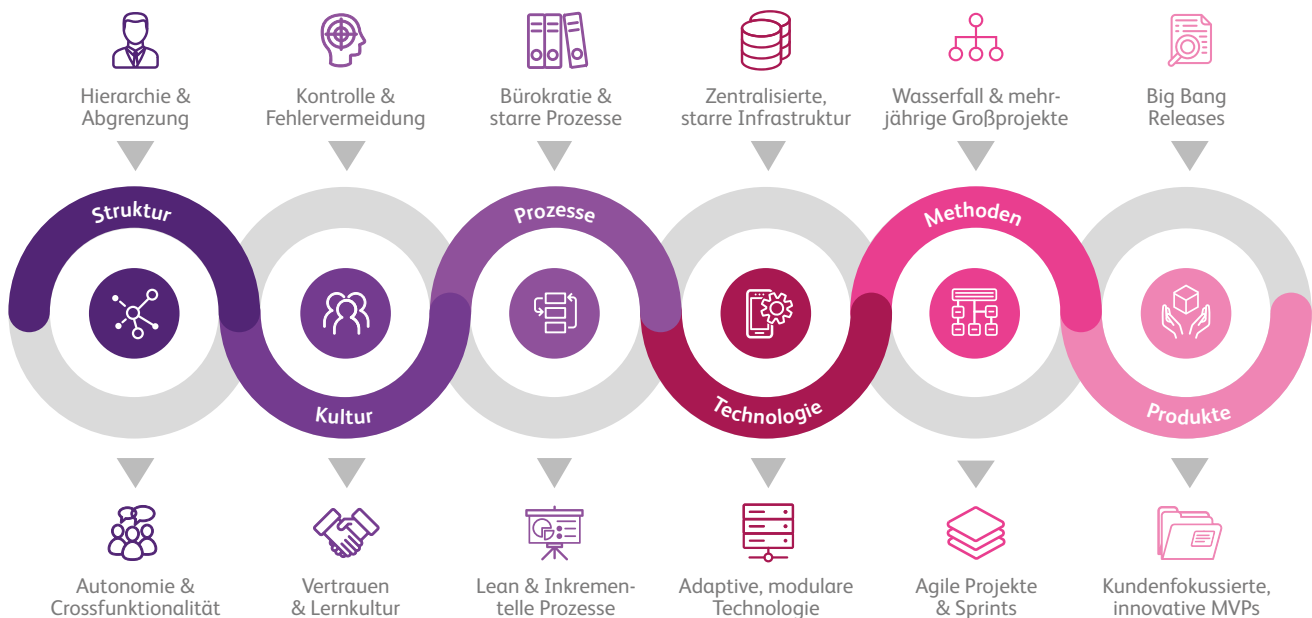 Hierarchie &
Abgrenzung
Kontrolle &
Fehlervermeidung
Bürokratie &
starre Prozesse
Zentralisierte,
starre Infrastruktur
Wasserfall & mehr-
jährige Großprojekte
Big Bang
Releases
Struktur
Kultur
Prozesse
Technologie
Methoden
Produkte
Autonomie &
Crossfunktionalität
Vertrauen
& Lernkultur
Lean & Inkremen-
telle Prozesse
Adaptive, modulare
Technologie
Agile Projekte
& Sprints
Kundenfokussierte,
innovative MVPs